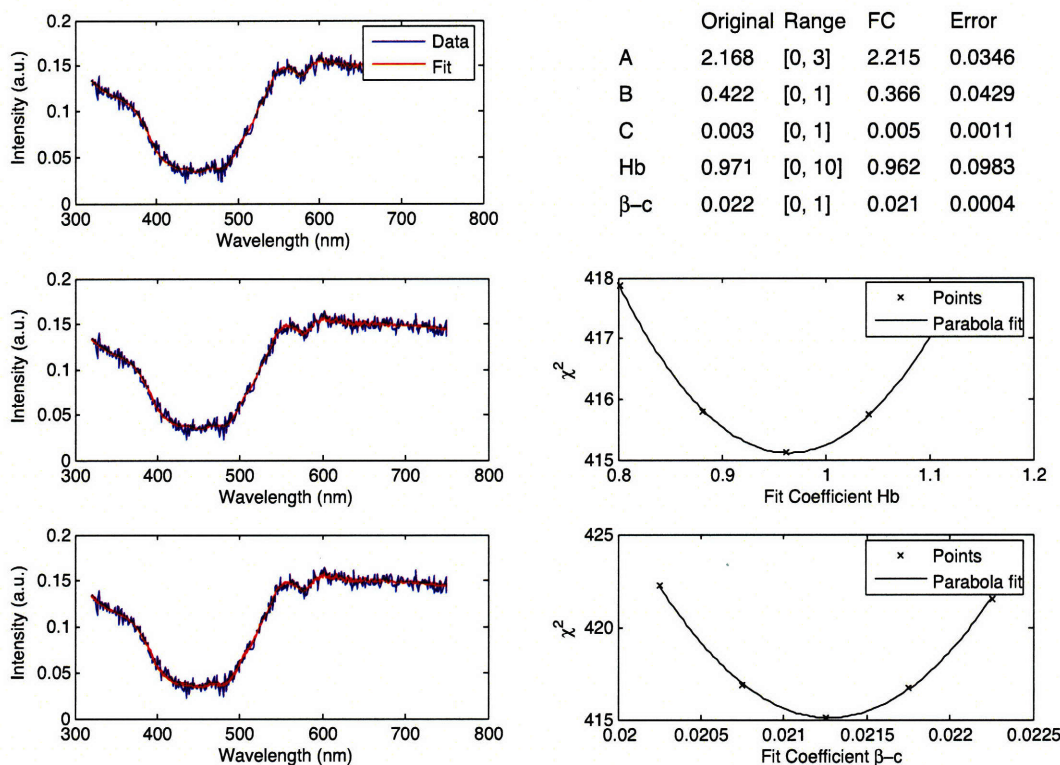 0.2
0.15
0.1
0.05
0
Intensity (a.u.)
Data
Fit
300 400 500 600 700 800
Wavelength (nm)
Original Range FC Error
A 2.168 [0, 3] 2.215 0.0346
B 0.422 [0, 1] 0.366 0.0429
C 0.003 [0, 1] 0.005 0.0011
Hb 0.971 [0, 10] 0.962 0.0983
β–c 0.022 [0, 1] 0.021 0.0004
0.2
0.15
0.1
0.05
0
Intensity (a.u.)
300 400 500 600 700 800
Wavelength (nm)
418
417
416
415
χ²
Points
Parabola fit
0.8 0.9 1 1.1 1.2
Fit Coefficient Hb
0.2
0.15
0.1
0.05
0
Intensity (a.u.)
300 400 500 600 700 800
Wavelength (nm)
425
420
415
χ²
Points
Parabola fit
0.02 0.0205 0.021 0.0215 0.022 0.0225
Fit Coefficient β–c